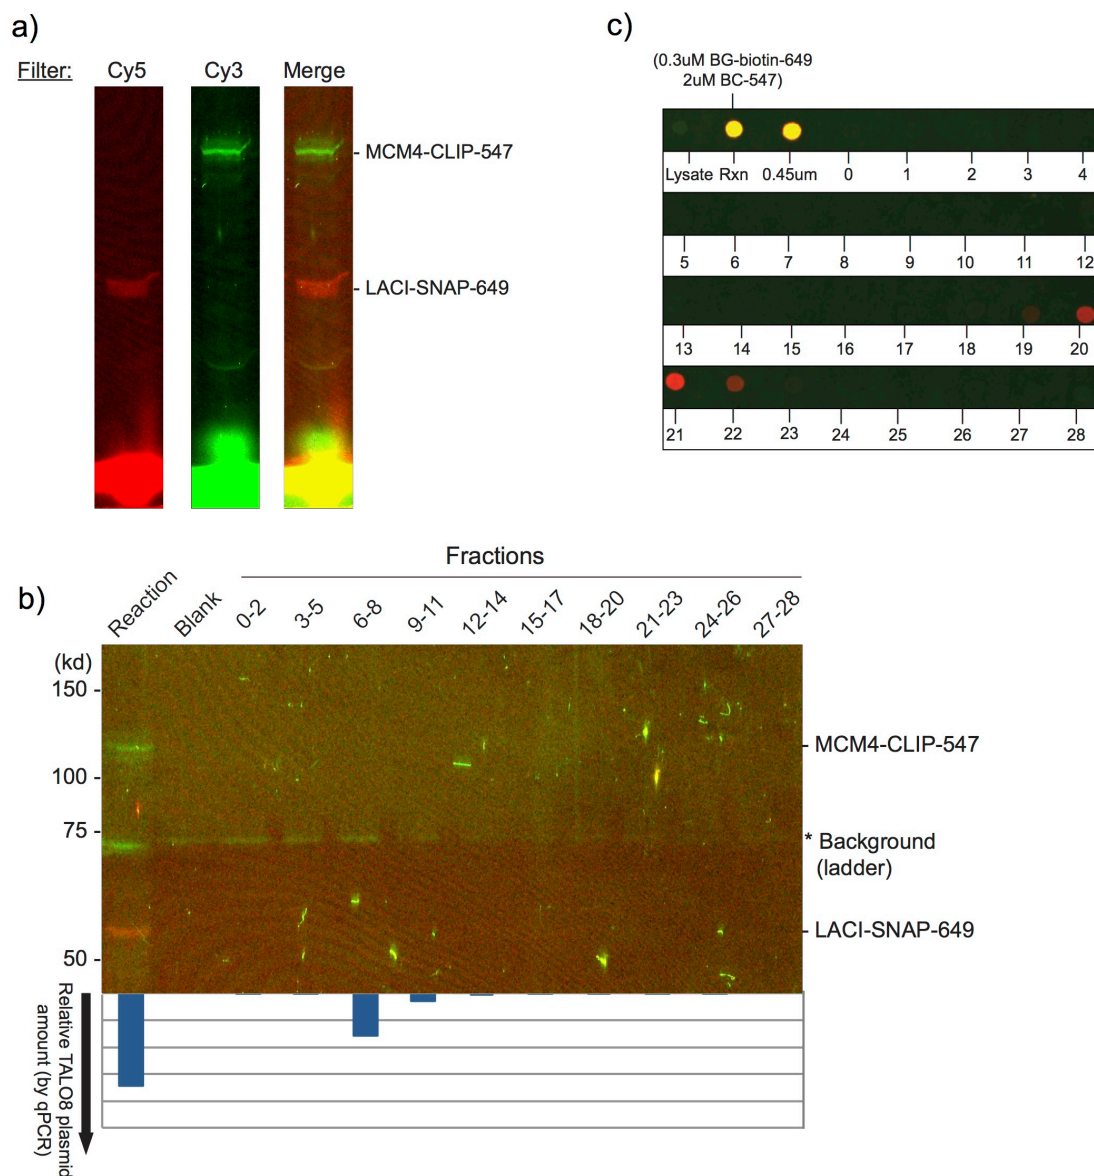 a)
Filter: Cy5 Cy3 Merge
MCM4-CLIP-547
LACI-SNAP-649
c)
(0.3uM BG-biotin-649
2uM BC-547)
Lysate Rxn 0.45um 0 1 2 3 4
5 6 7 8 9 10 11 12
13 14 15 16 17 18 19 20
21 22 23 24 25 26 27 28
b)
Fractions
Reaction Blank 0-2 3-5 6-8 9-11 12-14 15-17 18-20 21-23 24-26 27-28
(kd)
150
100
75
50
MCM4-CLIP-547
* Background
(ladder)
LACI-SNAP-649
Relative TALO8 plasmid
amount (by qPCR)